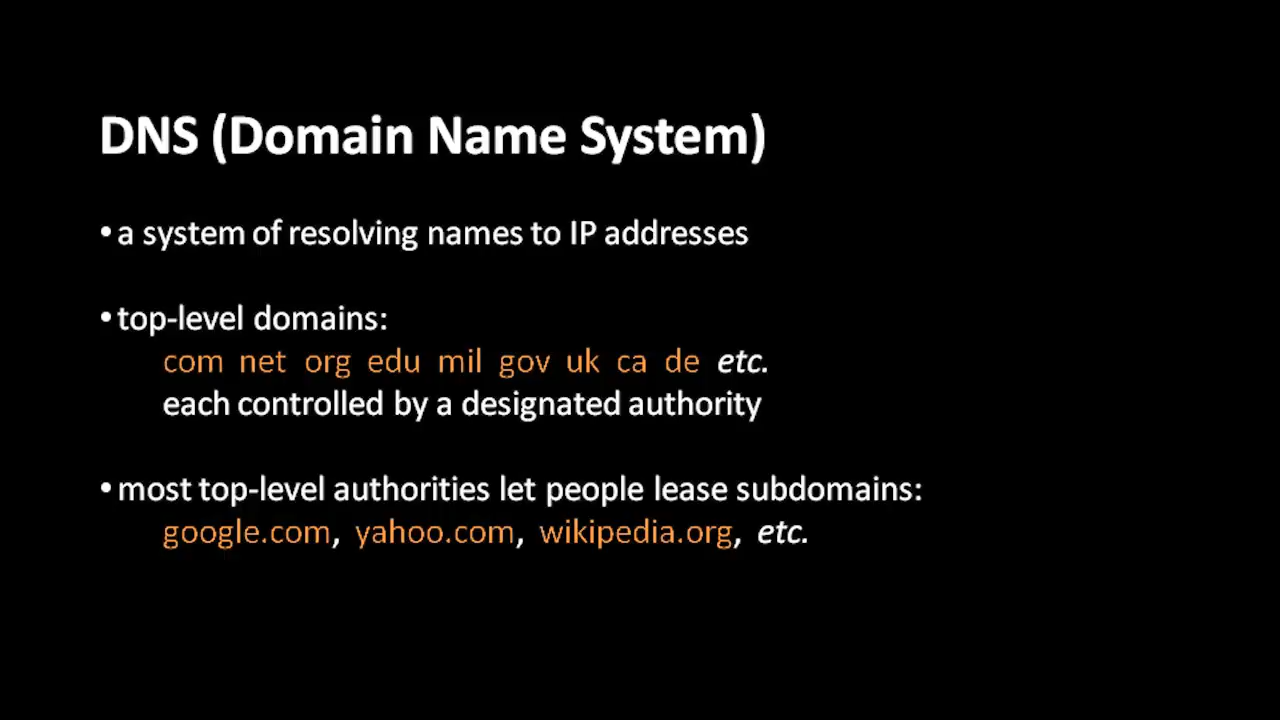 DNS (Domain Name System)
• a system of resolving names to IP addresses
• top-level domains:
com net org edu mil gov uk ca de etc.
each controlled by a designated authority
• most top-level authorities let people lease subdomains:
google.com, yahoo.com, wikipedia.org, etc.